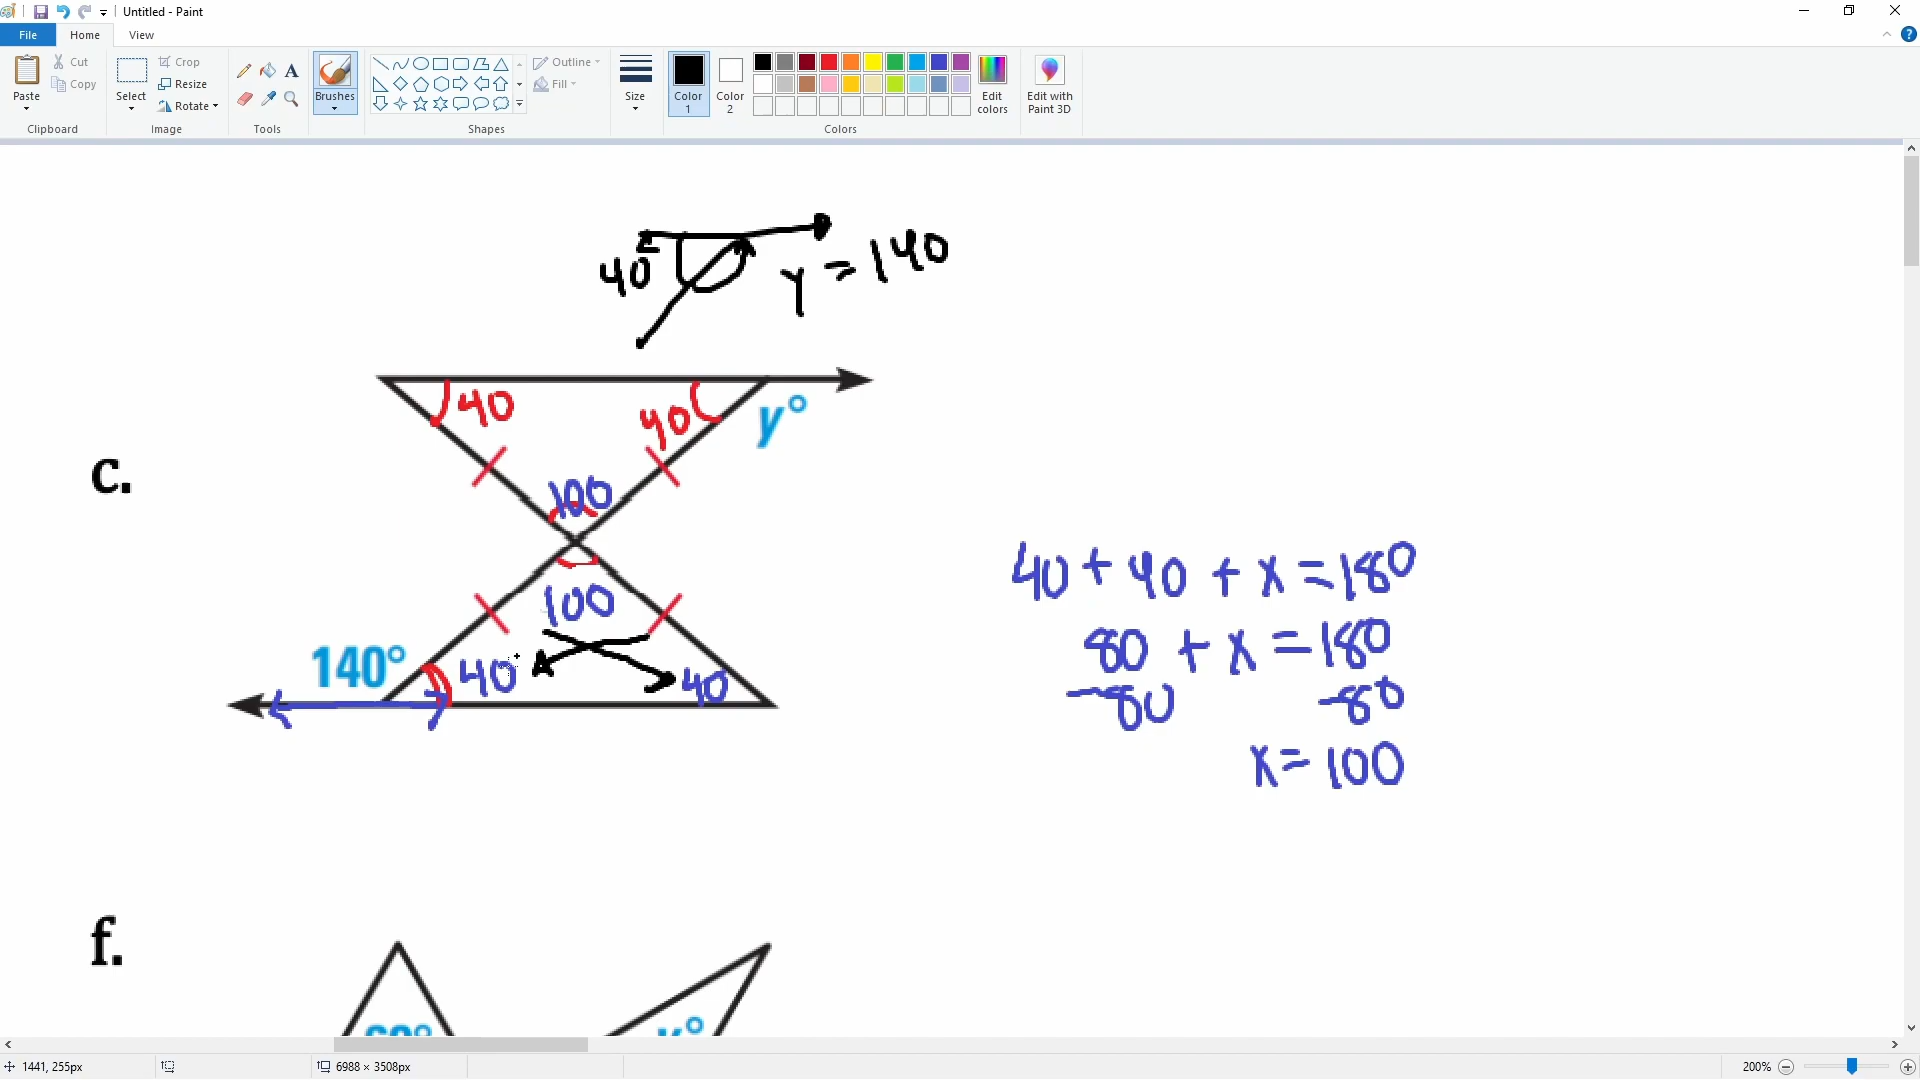 Untitled - Paint
File Home View
Paste
Cut
Copy
Clipboard
Select
Crop
Resize
Rotate
Image
A
Tools
Brushes
Shapes
Outline
Fill
Size
Color 1
Color 2
Edit colors
Colors
Edit with Paint 3D
40 y = 140
40 40 y°
c.
100
100
140° 40 40
40 + 40 + x = 180
80 + x = 180
-80 -80
x = 100
f.
60° x°
1441, 255px
6988 × 3508px
200%